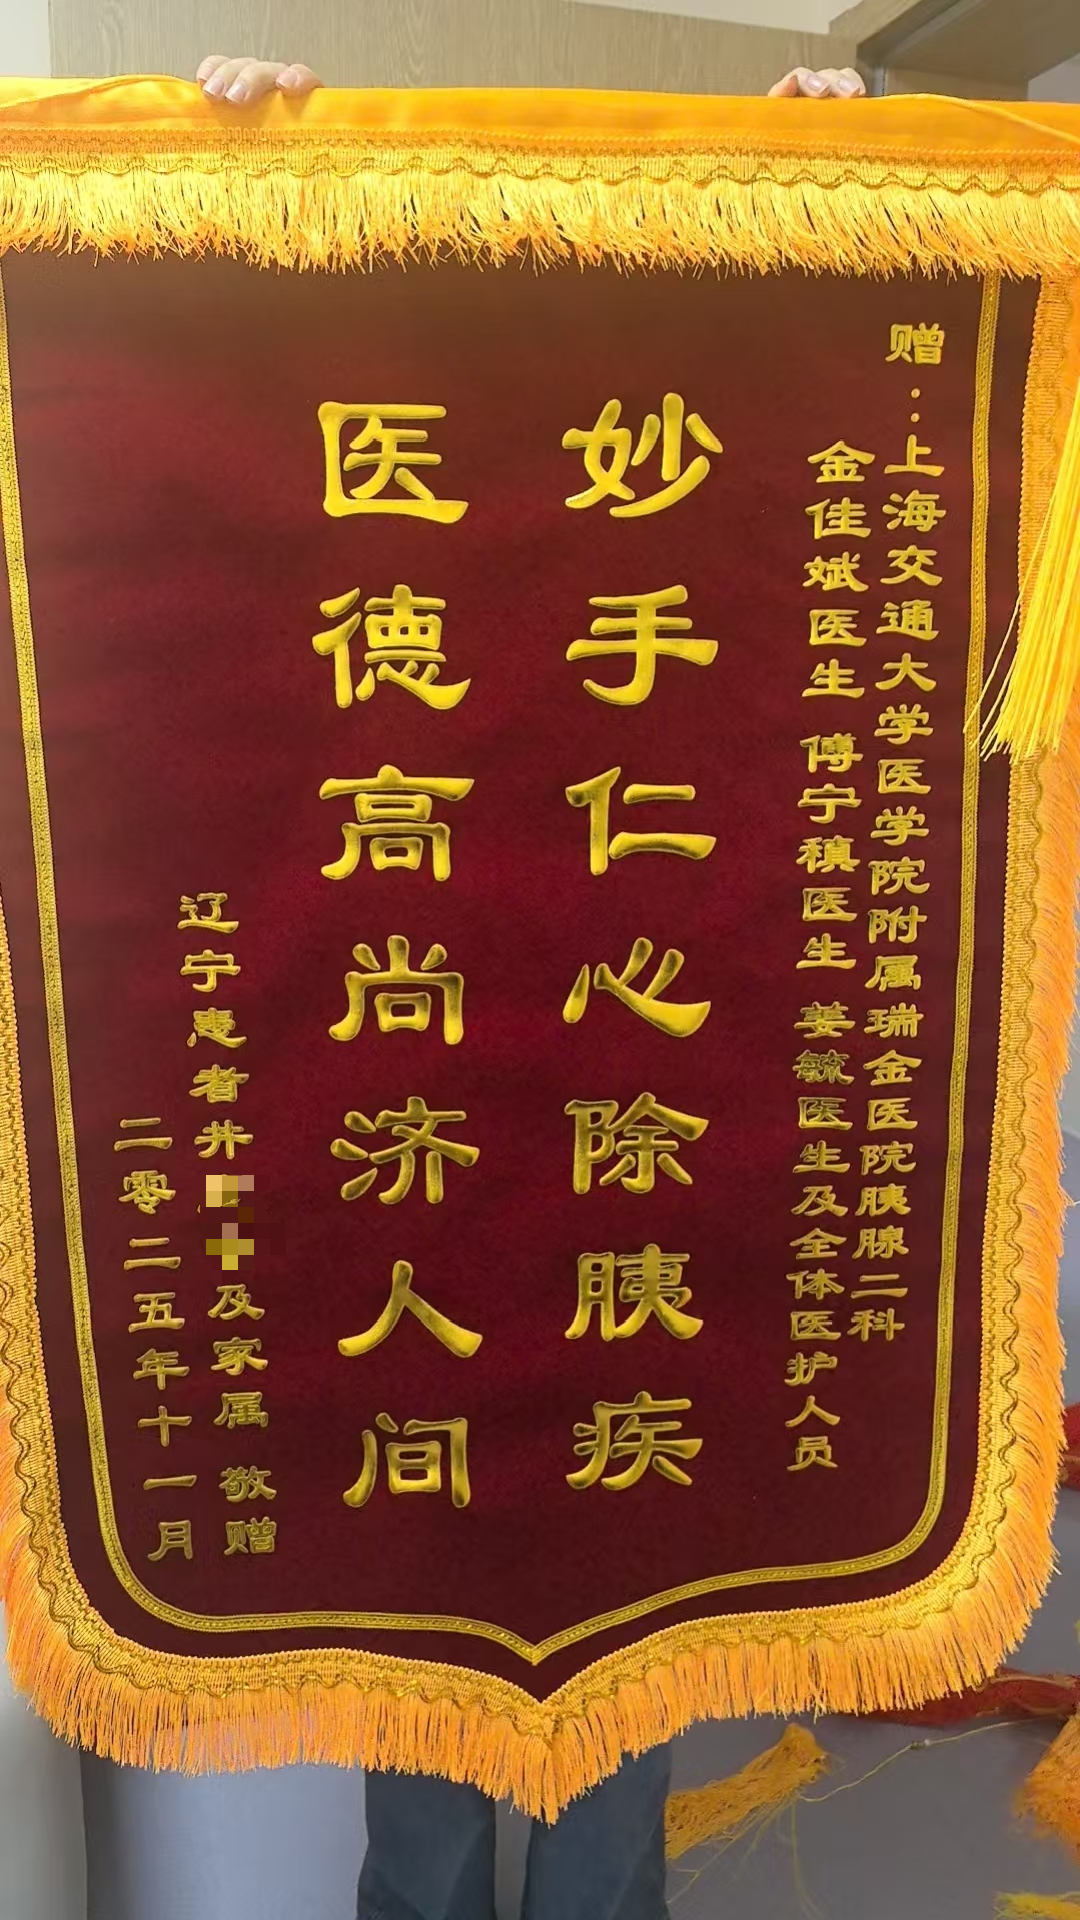 赠：上海交通大学医学院附属瑞金医院胰腺二科
金佳斌医生 傅宁稹医生 姜毓医生及全体医护人员
妙手仁心除胰疾
医德高尚济人间
辽宁患者井 及家属 敬赠
二零二五年十一月